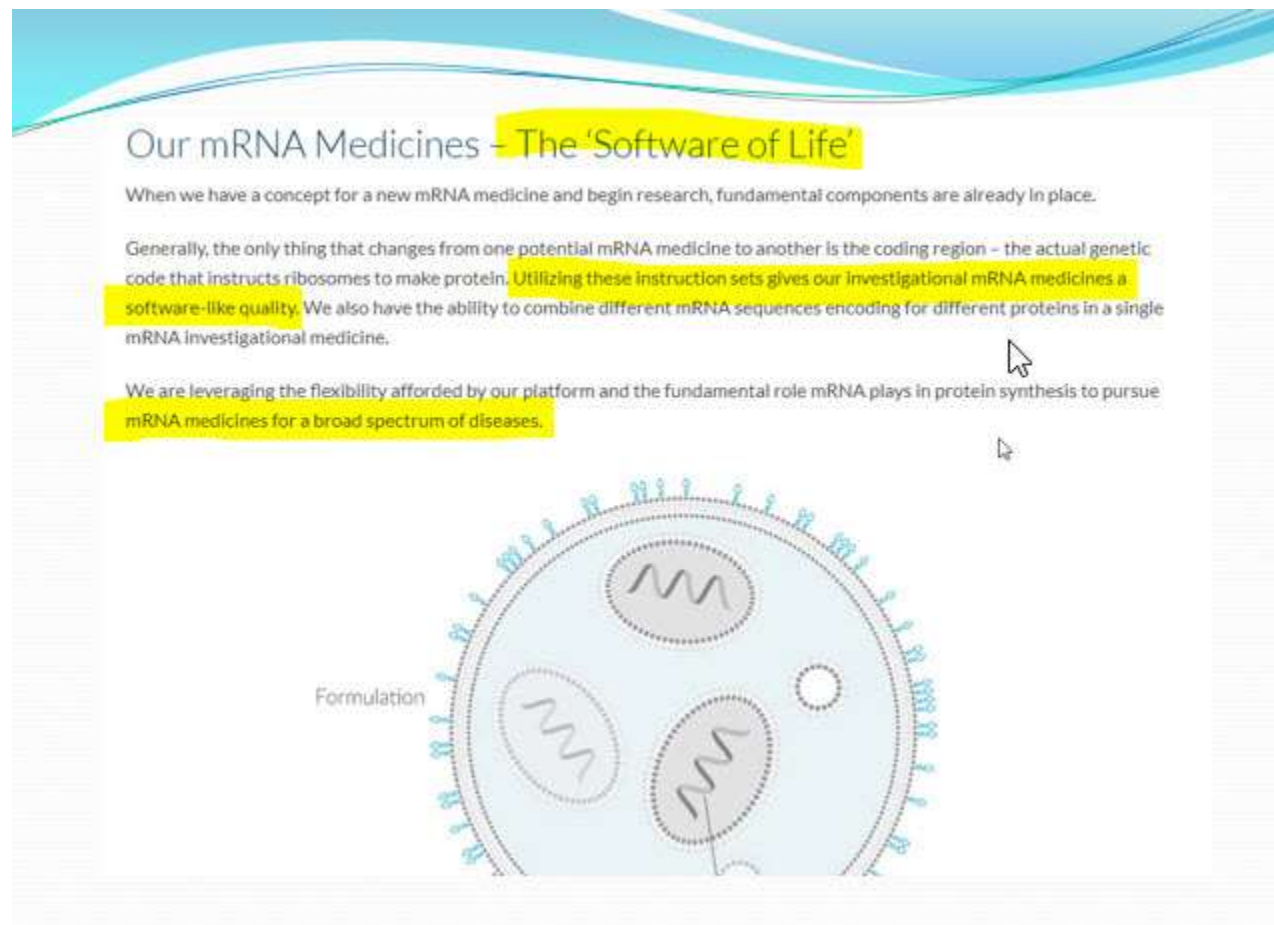 Our mRNA Medicines – The ‘Software of Life’
When we have a concept for a new mRNA medicine and begin research, fundamental components are already in place.
Generally, the only thing that changes from one potential mRNA medicine to another is the coding region – the actual genetic
code that instructs ribosomes to make protein. Utilizing these instruction sets gives our investigational mRNA medicines a
software-like quality. We also have the ability to combine different mRNA sequences encoding for different proteins in a single
mRNA investigational medicine.
We are leveraging the flexibility afforded by our platform and the fundamental role mRNA plays in protein synthesis to pursue
mRNA medicines for a broad spectrum of diseases.
Formulation